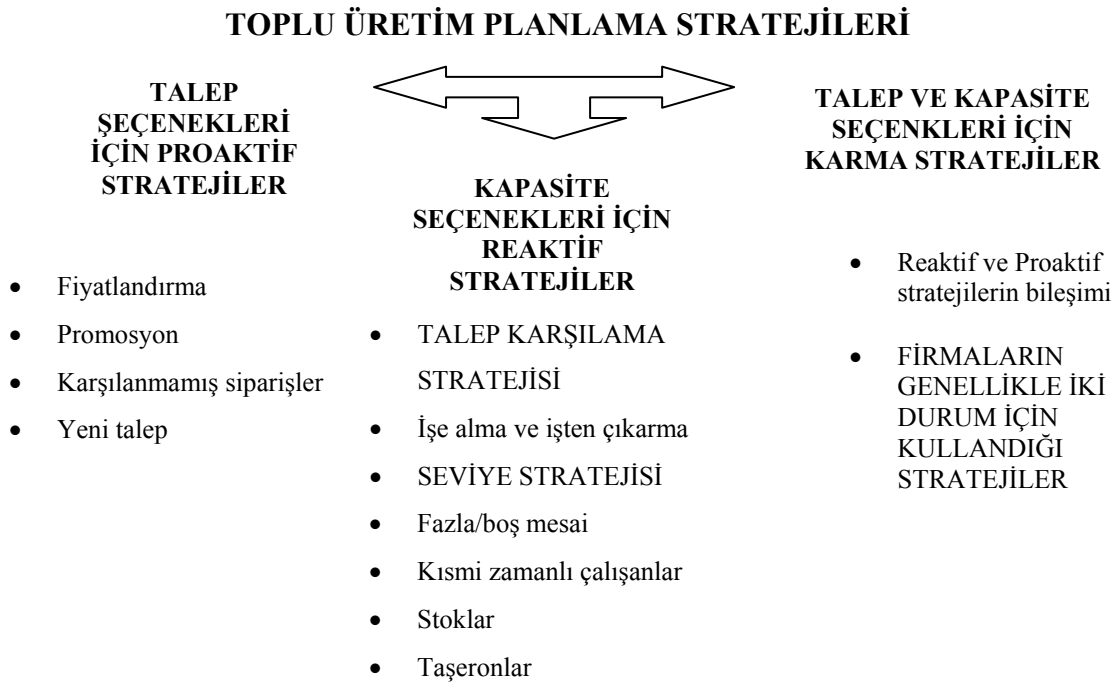 TOPLU ÜRETİM PLANLAMA STRATEJİLERİ
TALEP
ŞEÇENEKLERİ
İÇİN PROAKTİF
STRATEJİLER
• Fiyatlandırma
• Promosyon
• Karşılanmamış siparişler
• Yeni talep
KAPASİTE
SEÇENEKLERİ İÇİN
REAKTİF
STRATEJİLER
• TALEP KARŞILAMA
STRATEJİSİ
• İşe alma ve işten çıkarma
• SEVİYE STRATEJİSİ
• Fazla/boş mesai
• Kısmi zamanlı çalışanlar
• Stoklar
• Taşeronlar
TALEP VE KAPASİTE
SEÇENKLERİ İÇİN
KARMA STRATEJİLER
• Reaktif ve Proaktif
stratejilerin bileşimi
• FİRMALARIN
GENELLİKLE İKİ
DURUM İÇİN
KULLANDIĞI
STRATEJİLER